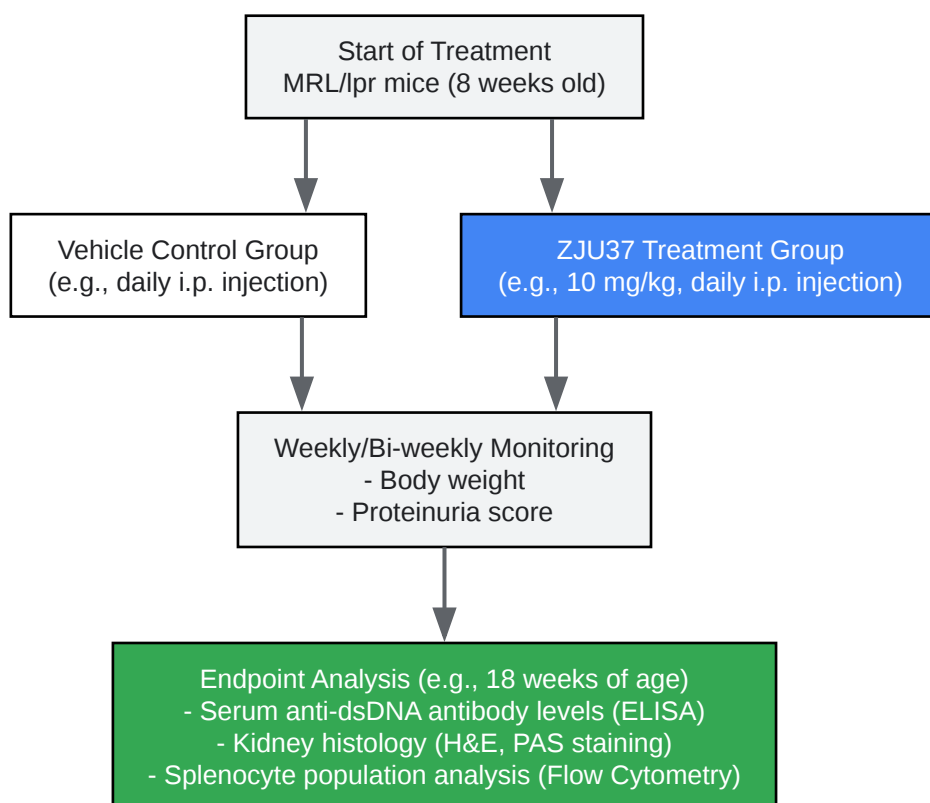 Start of Treatment
MRL/lpr mice (8 weeks old)
Vehicle Control Group
(e.g., daily i.p. injection)
ZJU37 Treatment Group
(e.g., 10 mg/kg, daily i.p. injection)
Weekly/Bi-weekly Monitoring
- Body weight
- Proteinuria score
Endpoint Analysis (e.g., 18 weeks of age)
- Serum anti-dsDNA antibody levels (ELISA)
- Kidney histology (H&E, PAS staining)
- Splenocyte population analysis (Flow Cytometry)